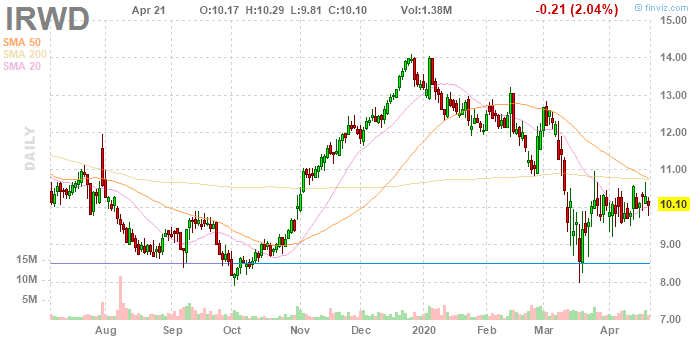 © finviz.com
IRWD
Apr 21 O:10.17 H:10.29 L:9.81 C:10.10 Vol:1.38M -0.21 (2.04%)
SMA 50
SMA 200
SMA 20
DAILY
15.00
14.00
13.00
12.00
11.00
10.10
9.00
8.00
7.00
15M
10M
5M
Aug Sep Oct Nov Dec 2020 Feb Mar Apr